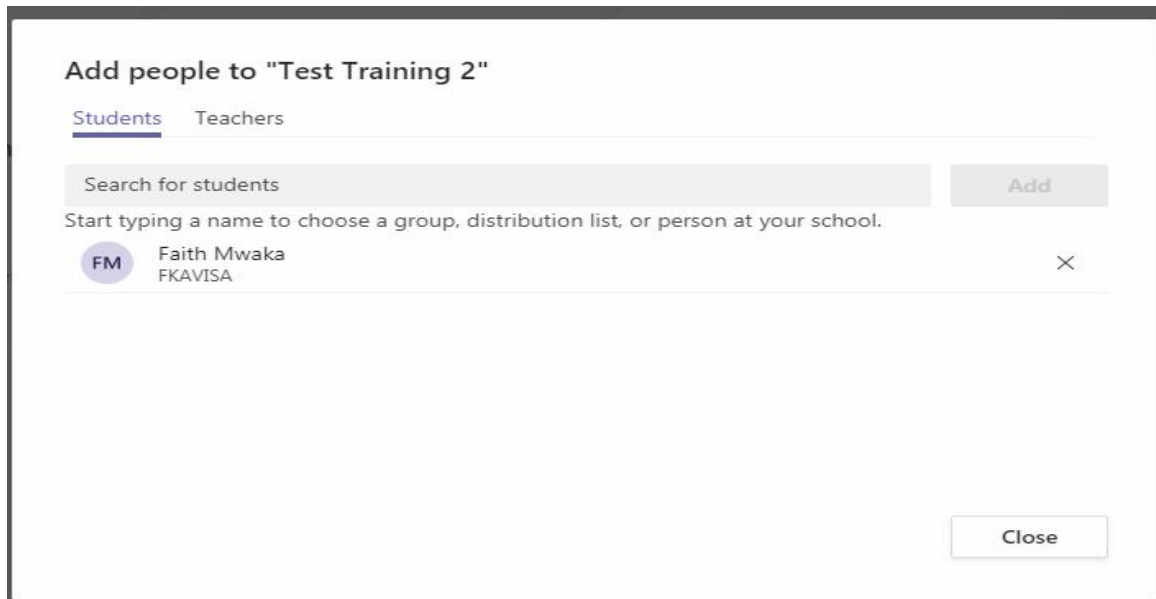 Add people to "Test Training 2"
Students Teachers
Search for students Add
Start typing a name to choose a group, distribution list, or person at your school.
FM Faith Mwaka
FKAVISA
Close